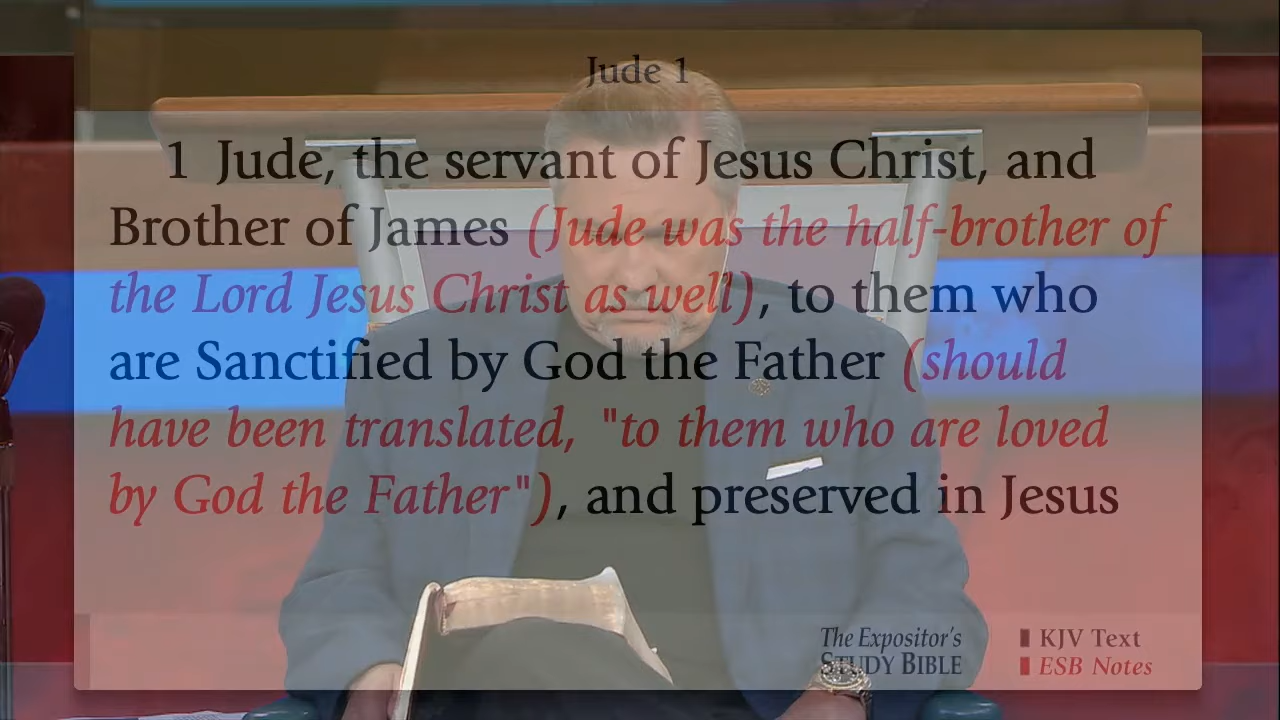 Jude 1
1 Jude, the servant of Jesus Christ, and
Brother of James (Jude was the half-brother of
the Lord Jesus Christ as well), to them who
are Sanctified by God the Father (should
have been translated, "to them who are loved
by God the Father"), and preserved in Jesus
The Expositor's
STUDY BIBLE
KJV Text
ESB Notes